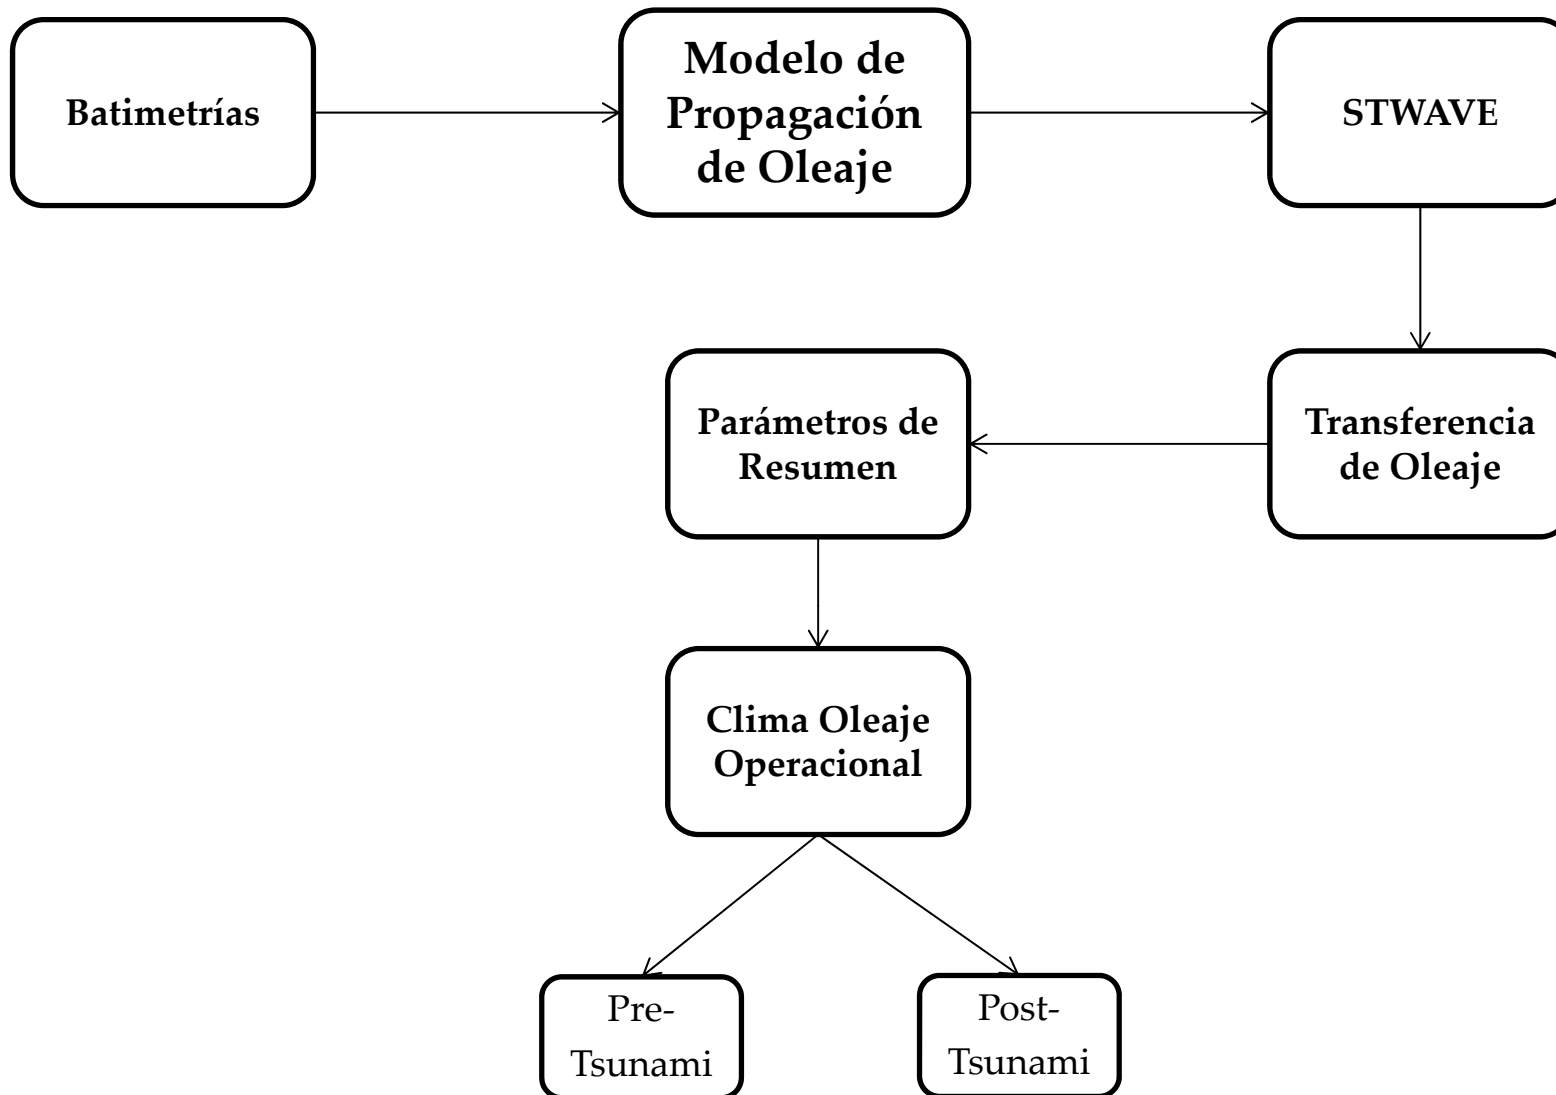 Batimetrías
Modelo de
Propagación
de Oleaje
STWAVE
Parámetros de
Resumen
Transferencia
de Oleaje
Clima Oleaje
Operacional
Pre-
Tsunami
Post-
Tsunami